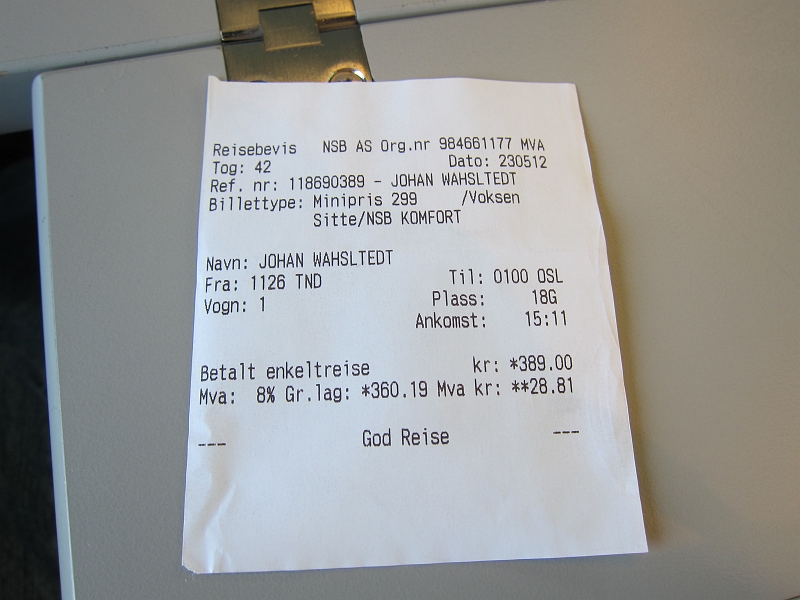 Reisebevis NSB AS Org.nr 984661177 MVA
Tog: 42 Dato: 230512
Ref. nr: 118690389 - JOHAN WAHSLTEDT
Billettype: Minipris 299 /Voksen
Sitte/NSB KOMFORT
Navn: JOHAN WAHSLTEDT
Fra: 1126 TND Til: 0100 OSL
Vogn: 1 Plass: 18G
Ankomst: 15:11
Betalt enkeltreise kr: *389.00
Mva: 8% Gr.lag: *360.19 Mva kr: **28.81
--- God Reise ---